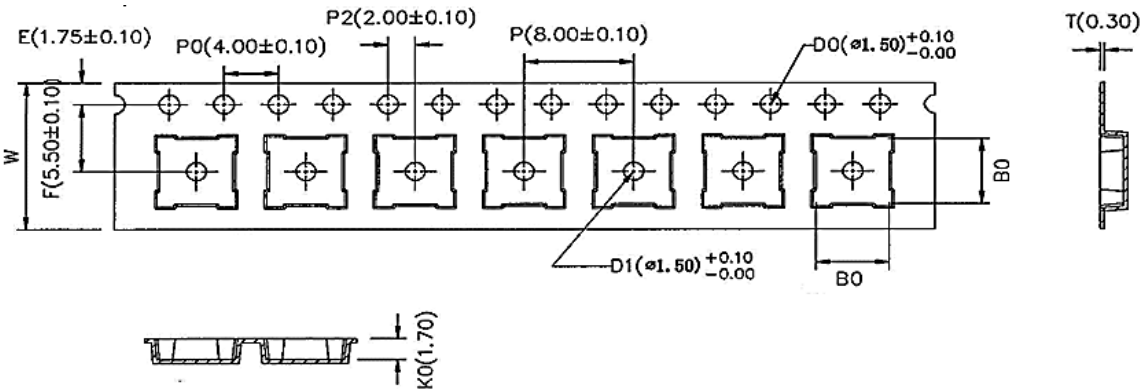 P2(2.00±0.10)
T(0.30)
E(1.75±0.10)
P0(4.00±0.10)
P(8.00±0.10)
D0(ø1.50)+0.10
-0.00
W
F(5.50±0.10)
B0
D1(ø1.50)+0.10
-0.00
B0
K0(1.70)